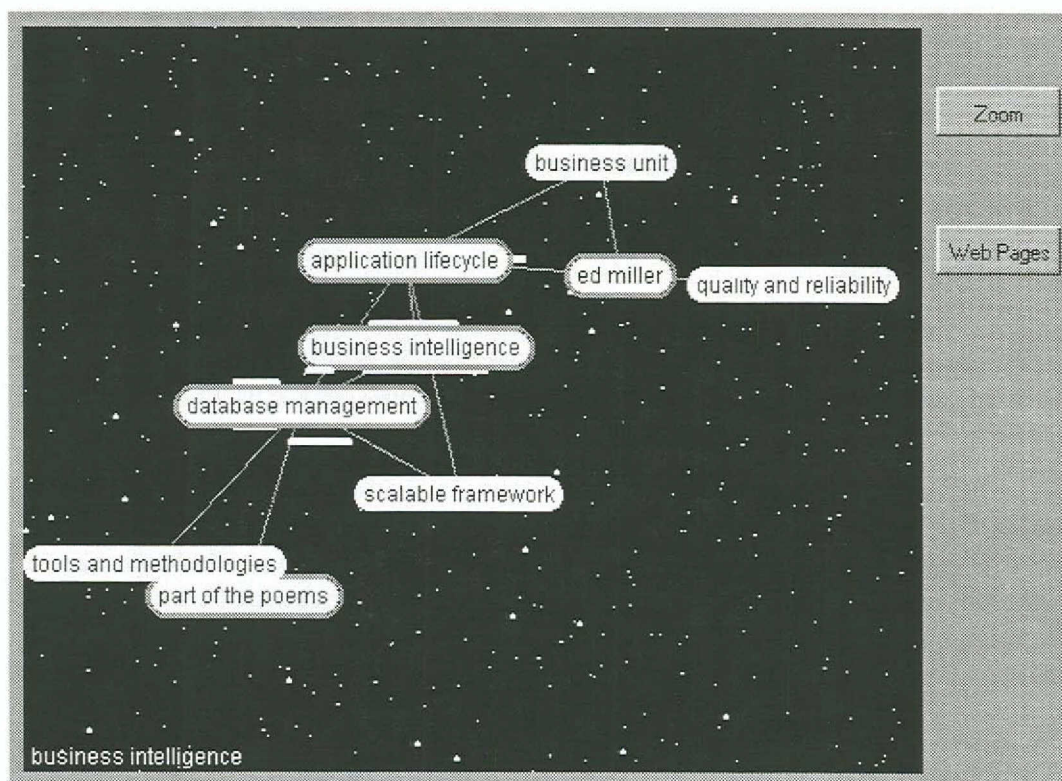 Zoom
business unit
Web Pages
application lifecycle
ed miller
quality and reliability
business intelligence
database management
scalable framework
tools and methodologies
part of the poems
business intelligence